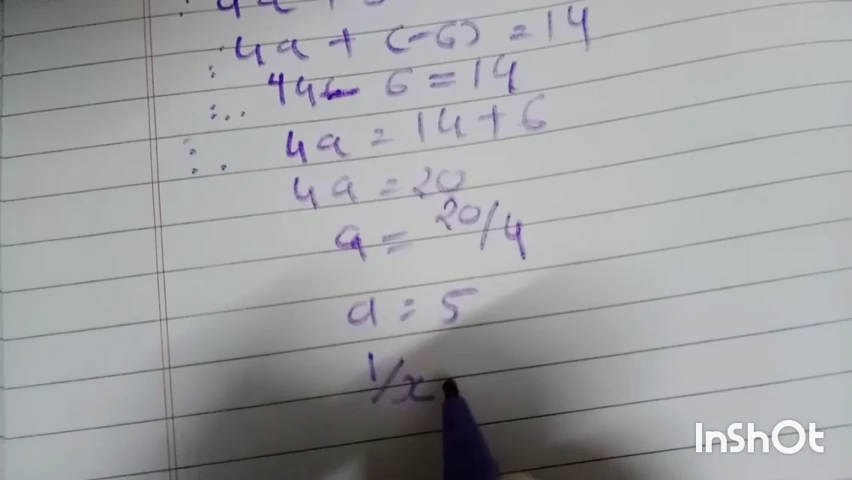 4a + (-6) = 14
∴ 4a - 6 = 14
∴ 4a = 14 + 6
4a = 20
a = 20/4
a = 5
1/x
InShOt